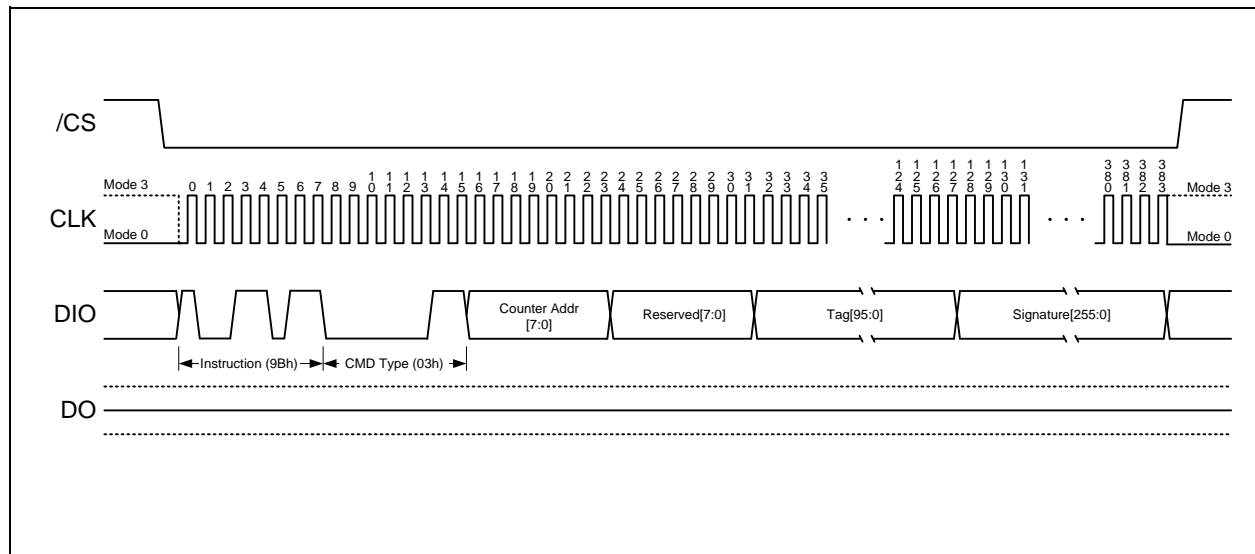 /CS
Mode 3
0 1 2 3 4 5 6 7 8 9 10 11 12 13 14 15 16 17 18 19 20 21 22 23 24 25 26 27 28 29 30 31 32 33 34 35 124 125 126 127 128 129 130 131 380 381 382 383
Mode 3
CLK
. . .
. . .
Mode 0
Mode 0
DIO
Counter Addr
[7:0]
Reserved[7:0]
Tag[95:0]
Signature[255:0]
Instruction (9Bh)
CMD Type (03h)
DO